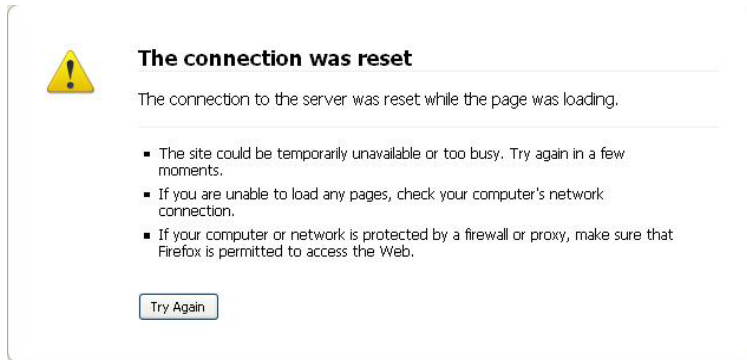 The connection was reset
The connection to the server was reset while the page was loading.
▪ The site could be temporarily unavailable or too busy. Try again in a few
moments.
▪ If you are unable to load any pages, check your computer's network
connection.
▪ If your computer or network is protected by a firewall or proxy, make sure that
Firefox is permitted to access the Web.
Try Again